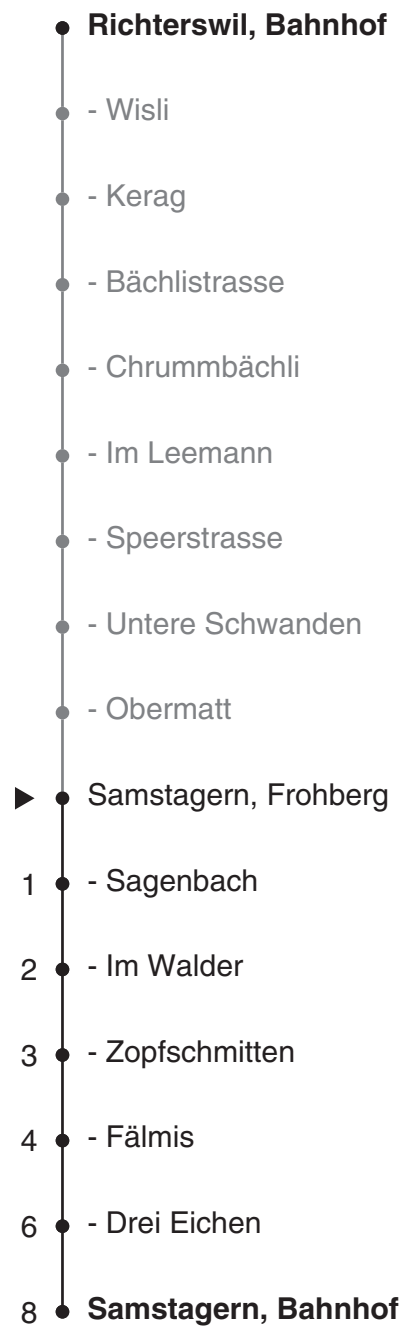 Richterswil, Bahnhof
- Wisli
- Kerag
- Bächlistrasse
- Chrummbächli
- Im Leemann
- Speerstrasse
- Untere Schwanden
- Obermatt
Samstagern, Frohberg
1 - Sagenbach
2 - Im Walder
3 - Zopfschmitten
4 - Fälmis
6 - Drei Eichen
8 Samstagern, Bahnhof